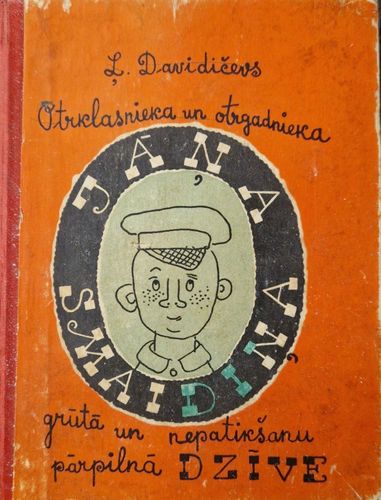 Ļ. Davidičevs
Otrklasnieka un otrgadnieka
JĀŅA
SMAIDIŅA
grūtā un nepatikšanu
pārpilnā DZĪVE